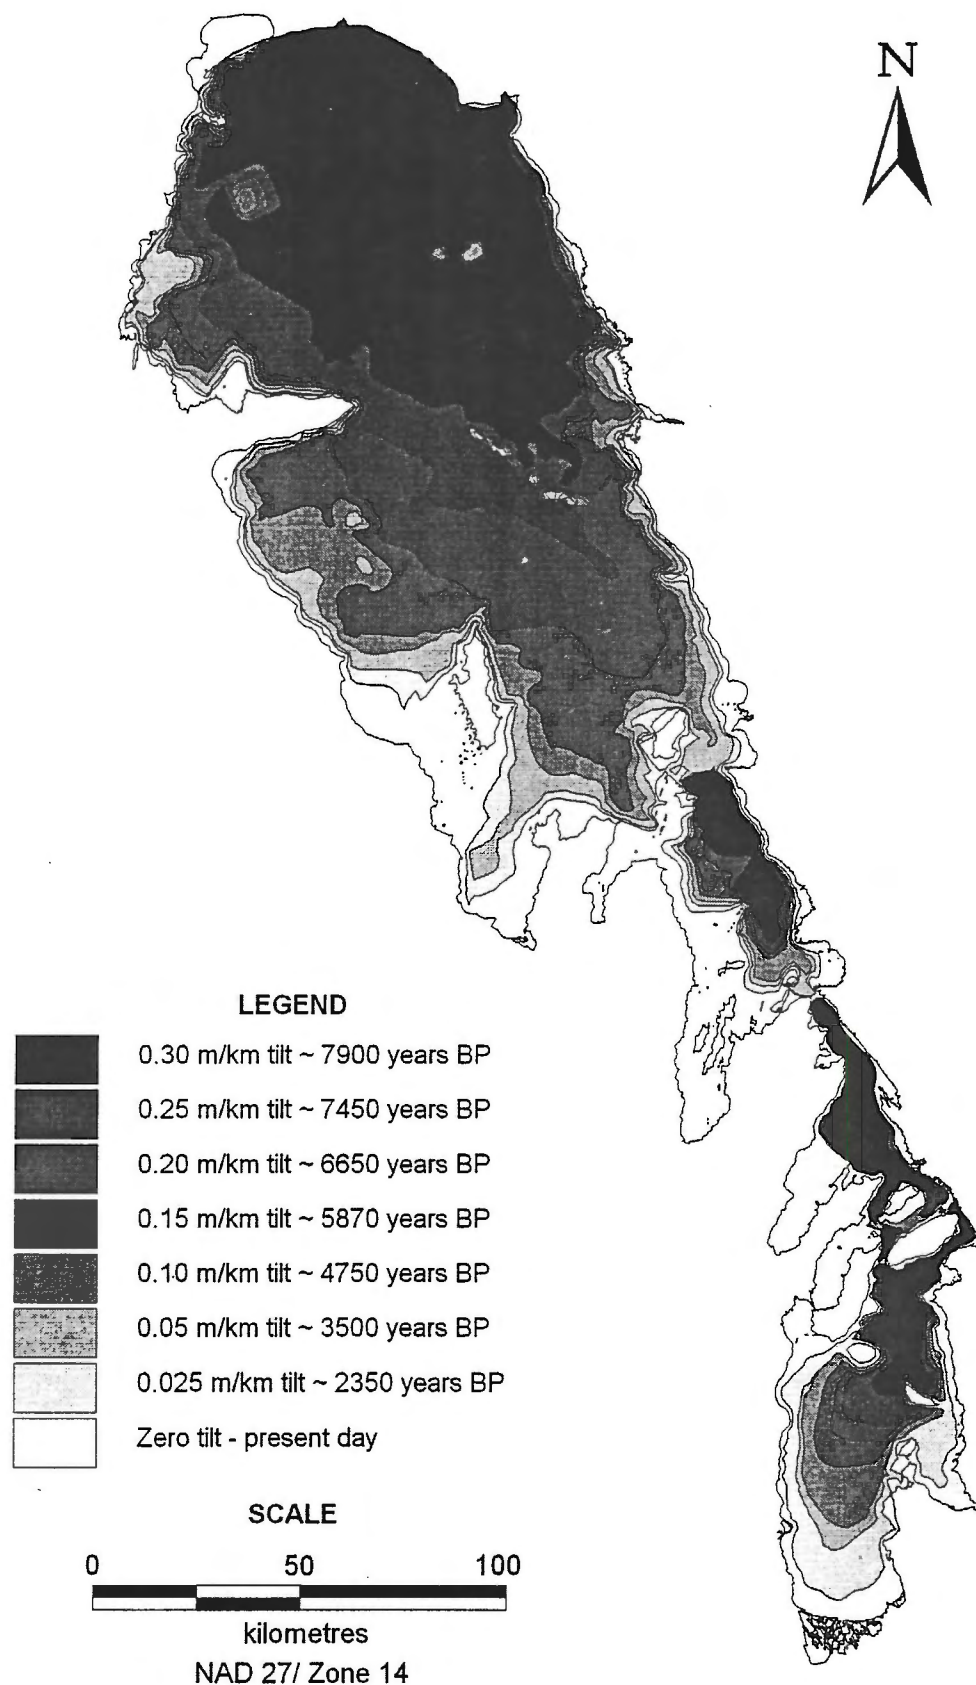 N
LEGEND
0.30 m/km tilt ~ 7900 years BP
0.25 m/km tilt ~ 7450 years BP
0.20 m/km tilt ~ 6650 years BP
0.15 m/km tilt ~ 5870 years BP
0.10 m/km tilt ~ 4750 years BP
0.05 m/km tilt ~ 3500 years BP
0.025 m/km tilt ~ 2350 years BP
Zero tilt - present day
SCALE
0 50 100
kilometres
NAD 27/ Zone 14